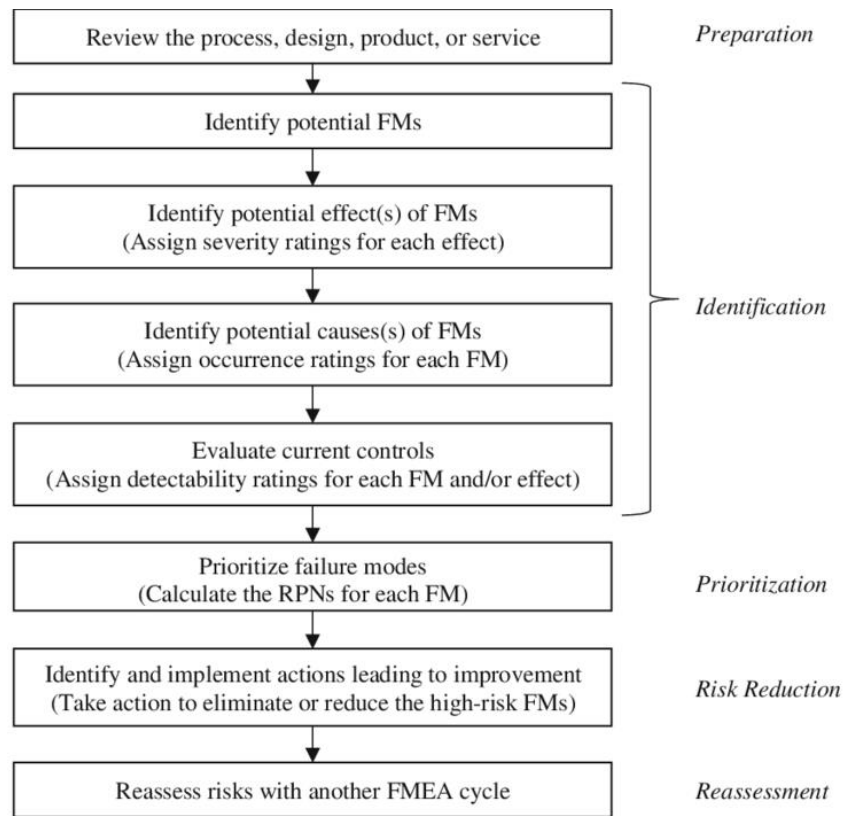 Review the process, design, product, or service
Preparation
Identify potential FMs
Identify potential effect(s) of FMs
(Assign severity ratings for each effect)
Identification
Identify potential causes(s) of FMs
(Assign occurrence ratings for each FM)
Evaluate current controls
(Assign detectability ratings for each FM and/or effect)
Prioritize failure modes
(Calculate the RPNs for each FM)
Prioritization
Identify and implement actions leading to improvement
(Take action to eliminate or reduce the high-risk FMs)
Risk Reduction
Reassess risks with another FMEA cycle
Reassessment